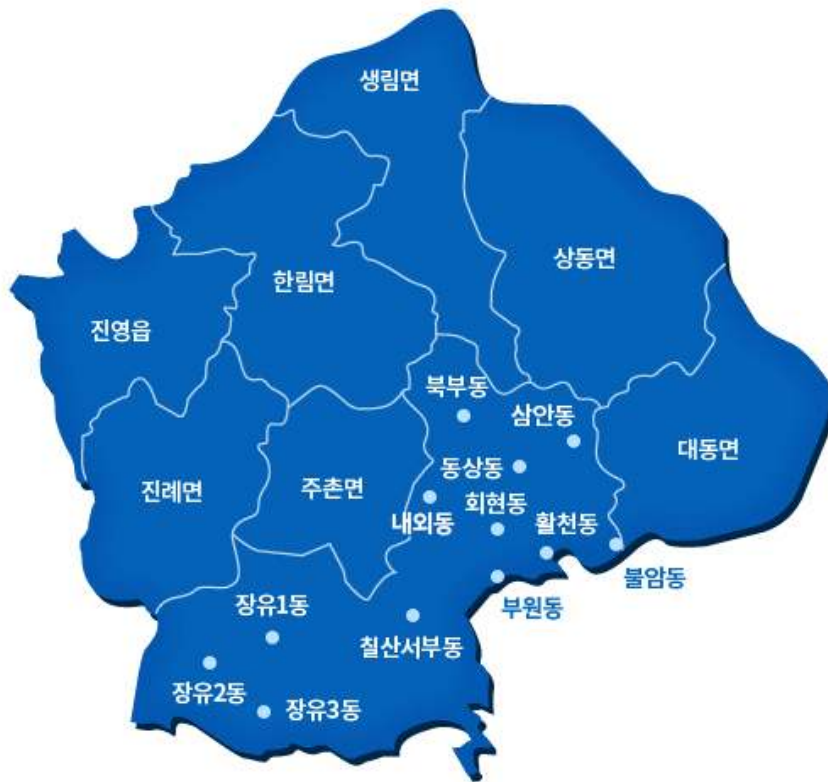 생림면
상동면
한림면
진영읍
북부동
삼안동
대동면
동상동
진례면
주촌면
회현동
내외동
활천동
불암동
부원동
장유1동
칠산서부동
장유2동
장유3동